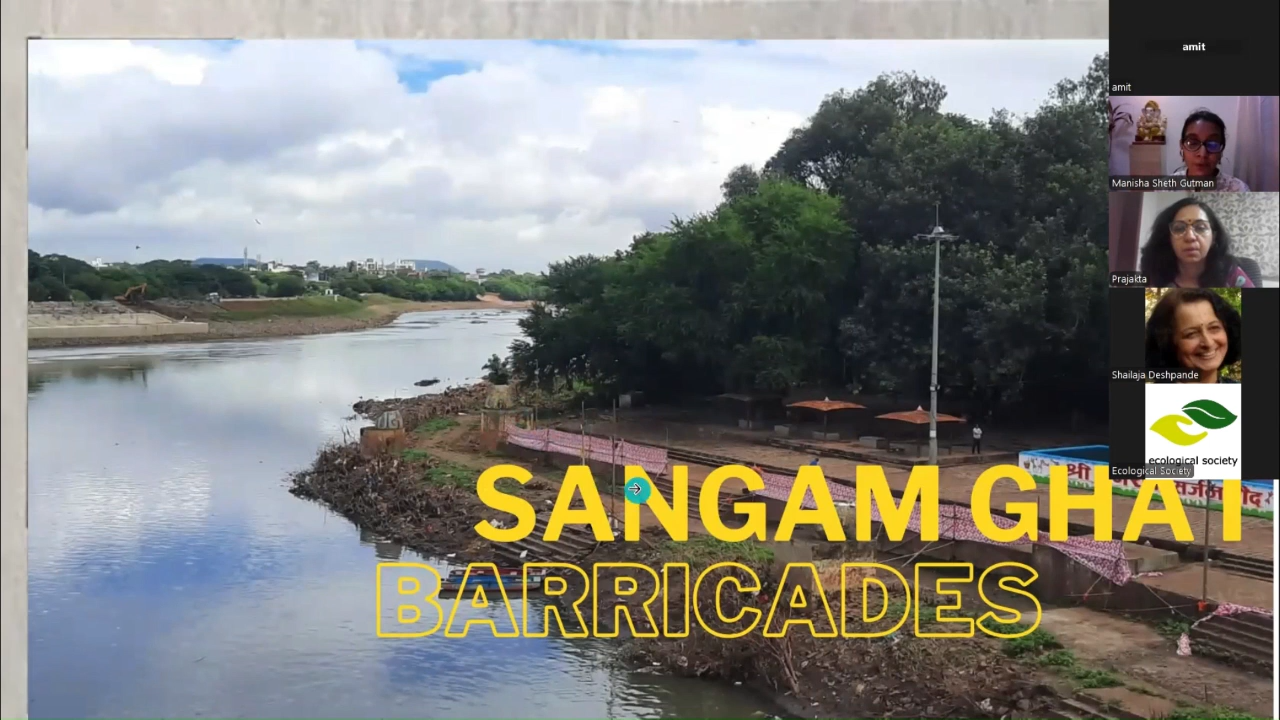 amit
amit
Manisha Sheth Gutman
Prajakta
Shailaja Deshpande
ecological society
Ecological Society
SANGAM GHAT
BARRICADES
श्री